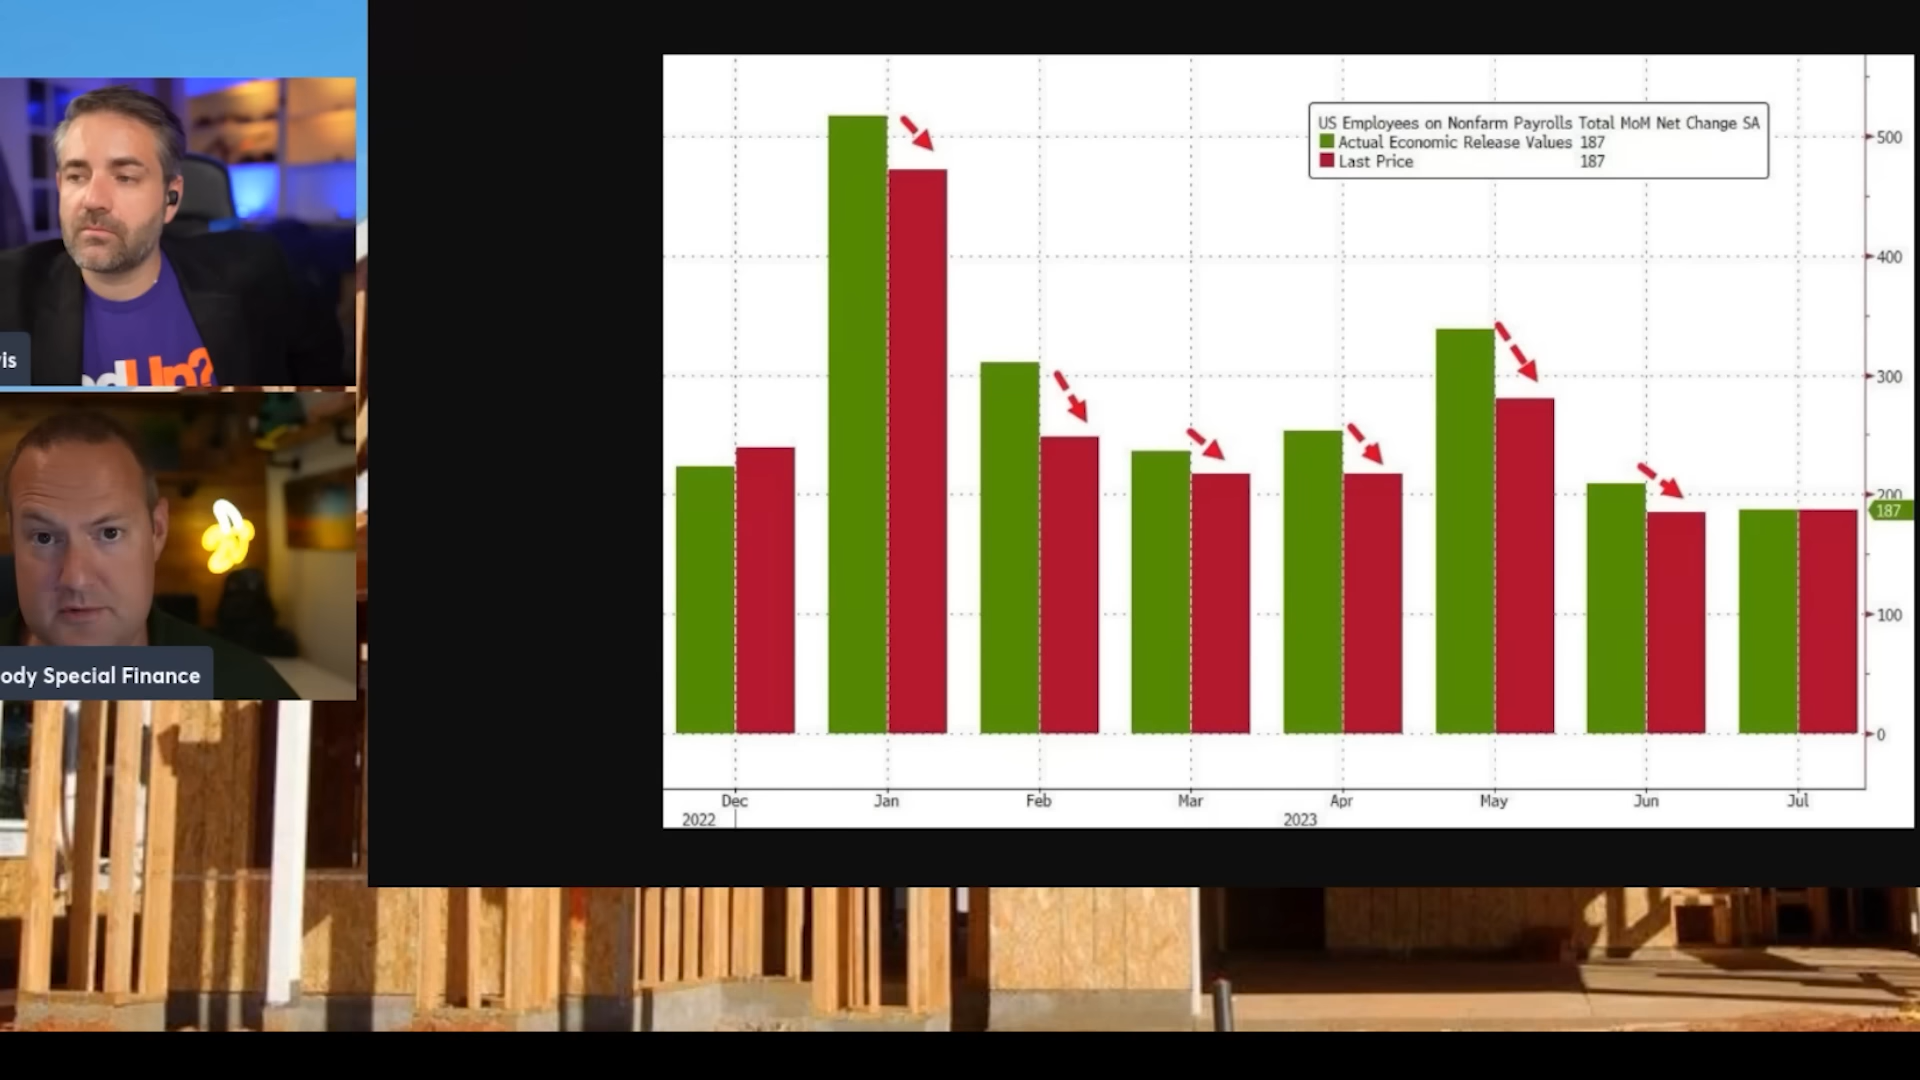 is
dUp?
ody Special Finance
US Employees on Nonfarm Payrolls Total MoM Net Change SA
Actual Economic Release Values 187
Last Price 187
500
400
300
200
187
100
0
Dec Jan Feb Mar Apr May Jun Jul
2022 2023